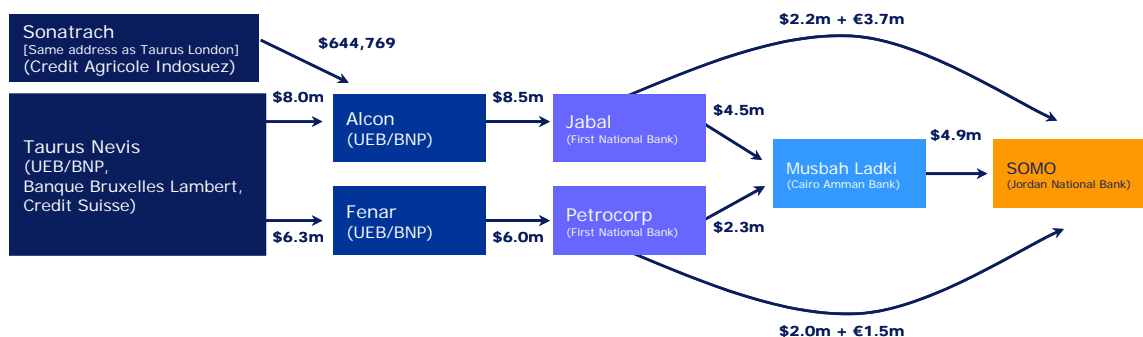 $2.2m + €3.7m
Sonatrach
[Same address as Taurus London]
(Credit Agricole Indosuez)
$644,769
$8.0m
$8.5m
Taurus Nevis
(UEB/BNP,
Banque Bruxelles Lambert,
Credit Suisse)
Alcon
(UEB/BNP)
Jabal
(First National Bank)
$4.5m
$4.9m
Musbah Ladki
(Cairo Amman Bank)
SOMO
(Jordan National Bank)
Fenar
(UEB/BNP)
Petrocorp
(First National Bank)
$2.3m
$6.3m
$6.0m
$2.0m + €1.5m